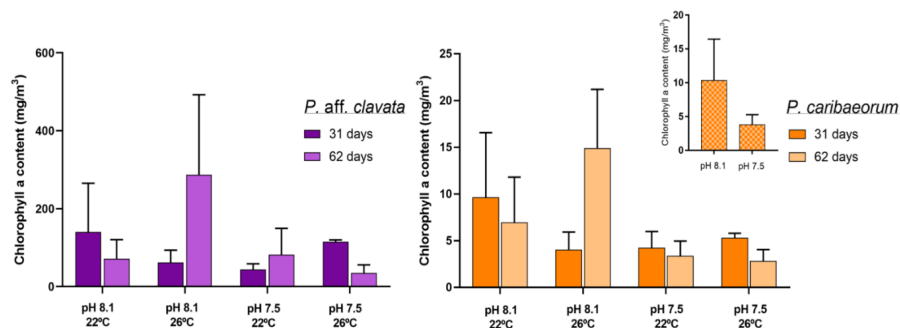 Chlorophyll a content (mg/m³)
600
400
200
0
P. aff. clavata
31 days
62 days
pH 8.1
22ºC
pH 8.1
26ºC
pH 7.5
22ºC
pH 7.5
26ºC
Chlorophyll a content (mg/m³)
25
20
15
10
5
0
pH 8.1
22ºC
pH 8.1
26ºC
pH 7.5
22ºC
pH 7.5
26ºC
Chlorophyll a content (mg/m³)
20
15
10
5
0
pH 8.1
pH 7.5
P. caribaeorum
31 days
62 days